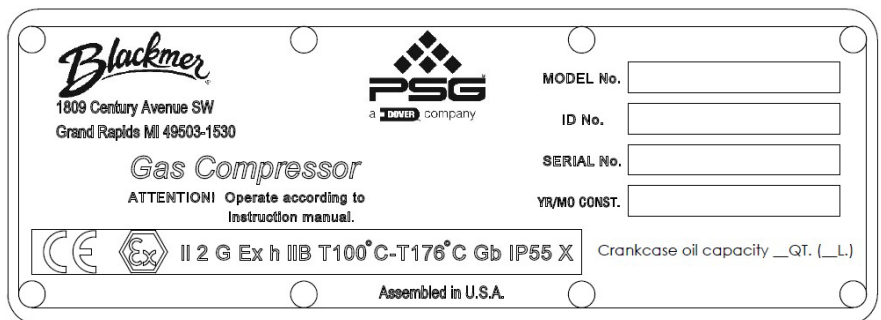 Blackmer
1809 Century Avenue SW
Grand Rapids MI 49503-1530
Gas Compressor
ATTENTION! Operate according to
Instruction manual.
PSG
a DOVER company
MODEL No.
ID No.
SERIAL No.
YR/MO CONST.
CE Ex II 2 G Ex h IIB T100°C-T176°C Gb IP55 X
Crankcase oil capacity __QT. (__L.)
Assembled in U.S.A.